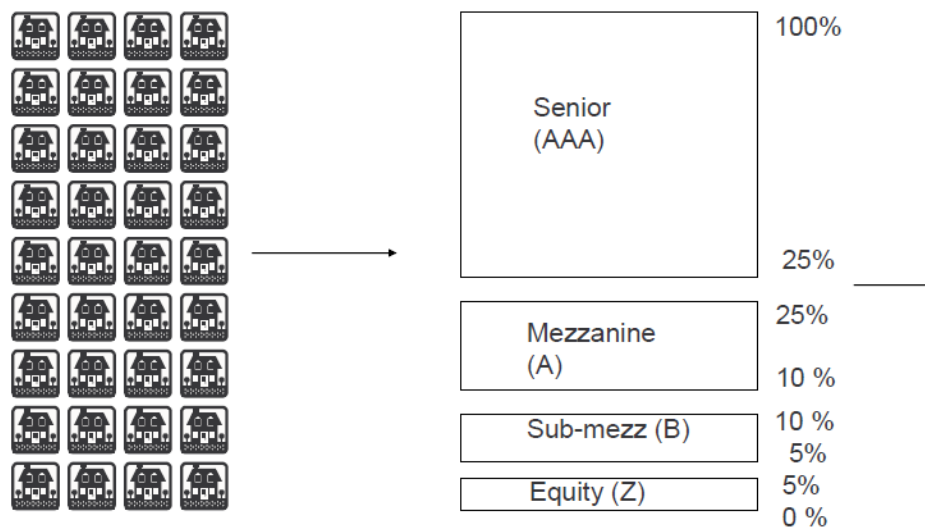 100%
Senior
(AAA)
25%
25%
Mezzanine
(A)
10 %
10 %
Sub-mezz (B)
5%
5%
Equity (Z)
0 %